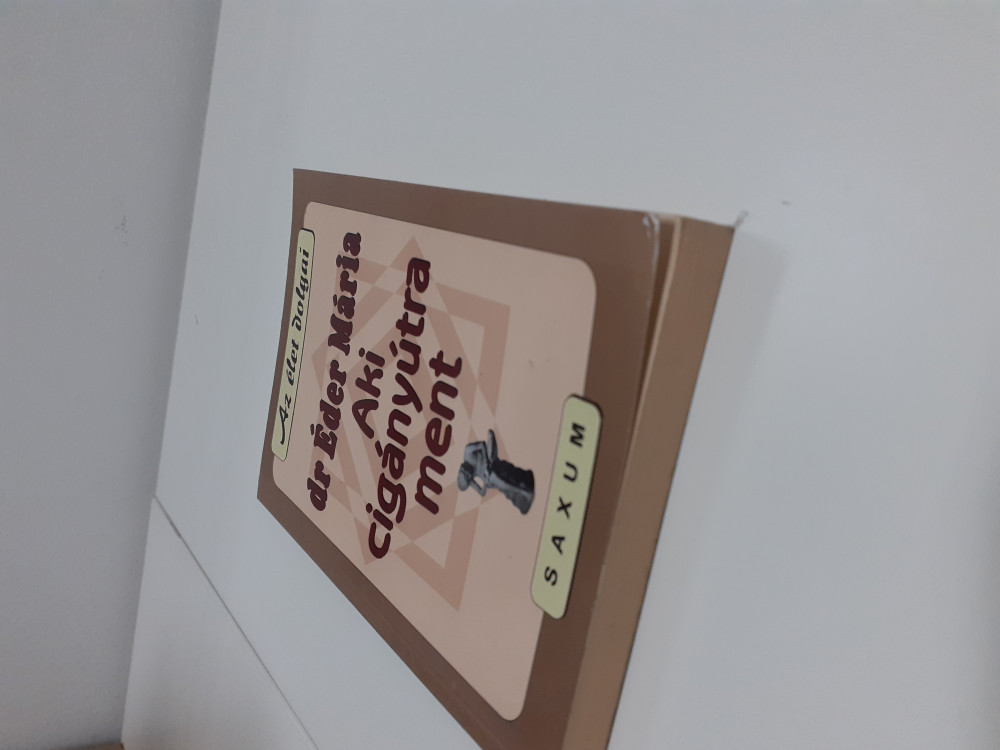 Az élet dolgai
dr Éder Mária
Aki
cigányútra
ment
SAXUM